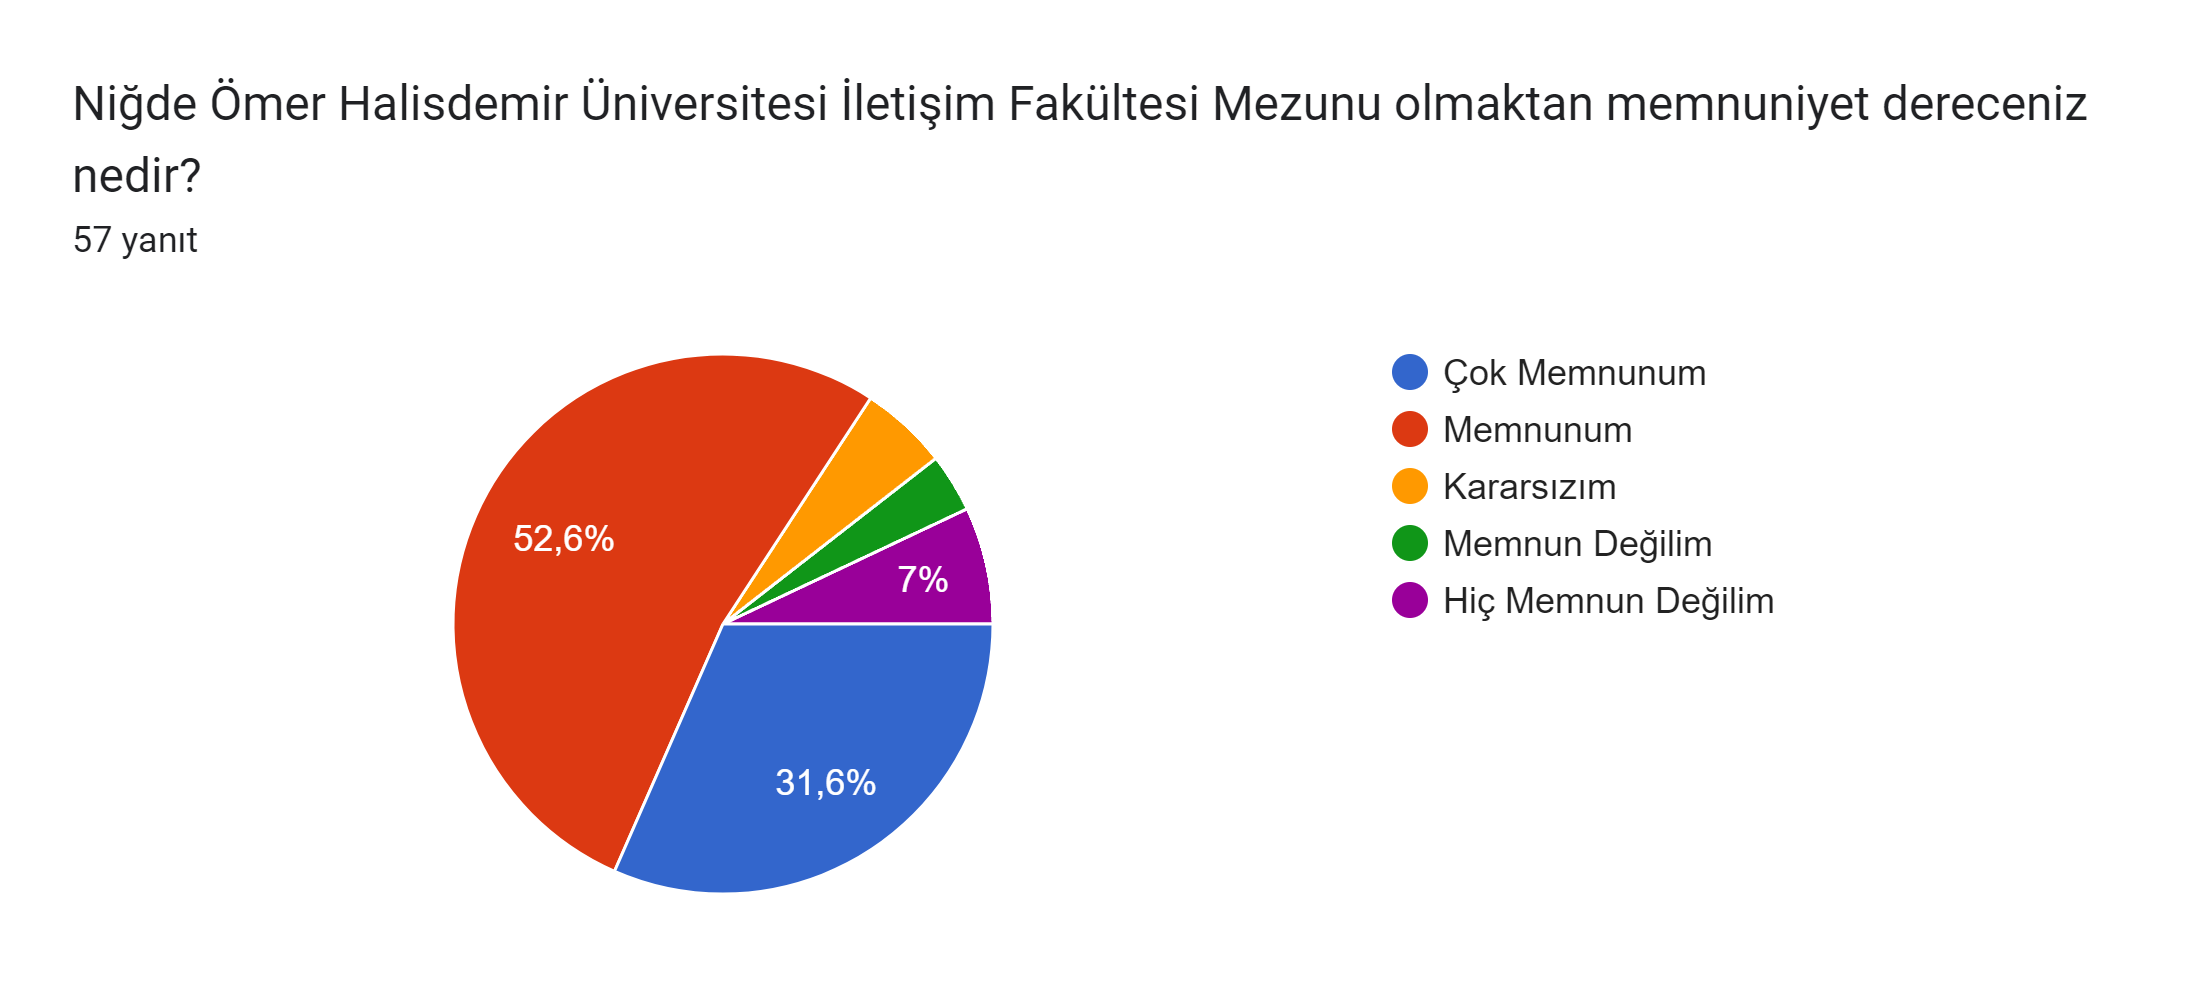 Niğde Ömer Halisdemir Üniversitesi İletişim Fakültesi Mezunu olmaktan memnuniyet dereceniz
nedir?
57 yanıt
52,6%
7%
31,6%
Çok Memnunum
Memnunum
Kararsızım
Memnun Değilim
Hiç Memnun Değilim